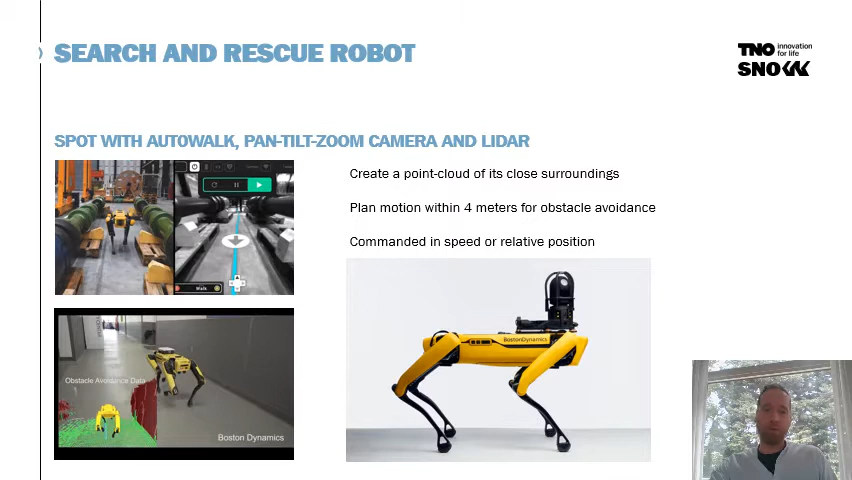 SEARCH AND RESCUE ROBOT
TNO innovation
for life
SNOW
SPOT WITH AUTOWALK, PAN-TILT-ZOOM CAMERA AND LIDAR
Create a point-cloud of its close surroundings
Plan motion within 4 meters for obstacle avoidance
Commanded in speed or relative position
Walk
BostonDynamics
Obstacle Avoidance Data
Boston Dynamics